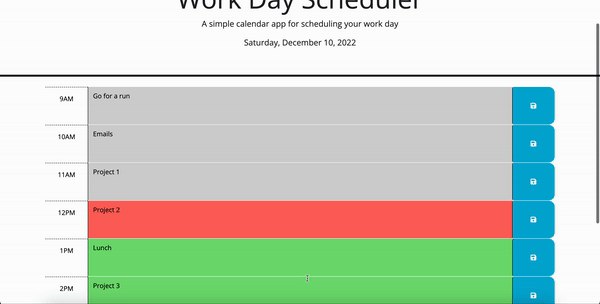 Work Day Scheduler
A simple calendar app for scheduling your work day
Saturday, December 10, 2022
9AM Go for a run
10AM Emails
11AM Project 1
12PM Project 2
1PM Lunch
2PM Project 3